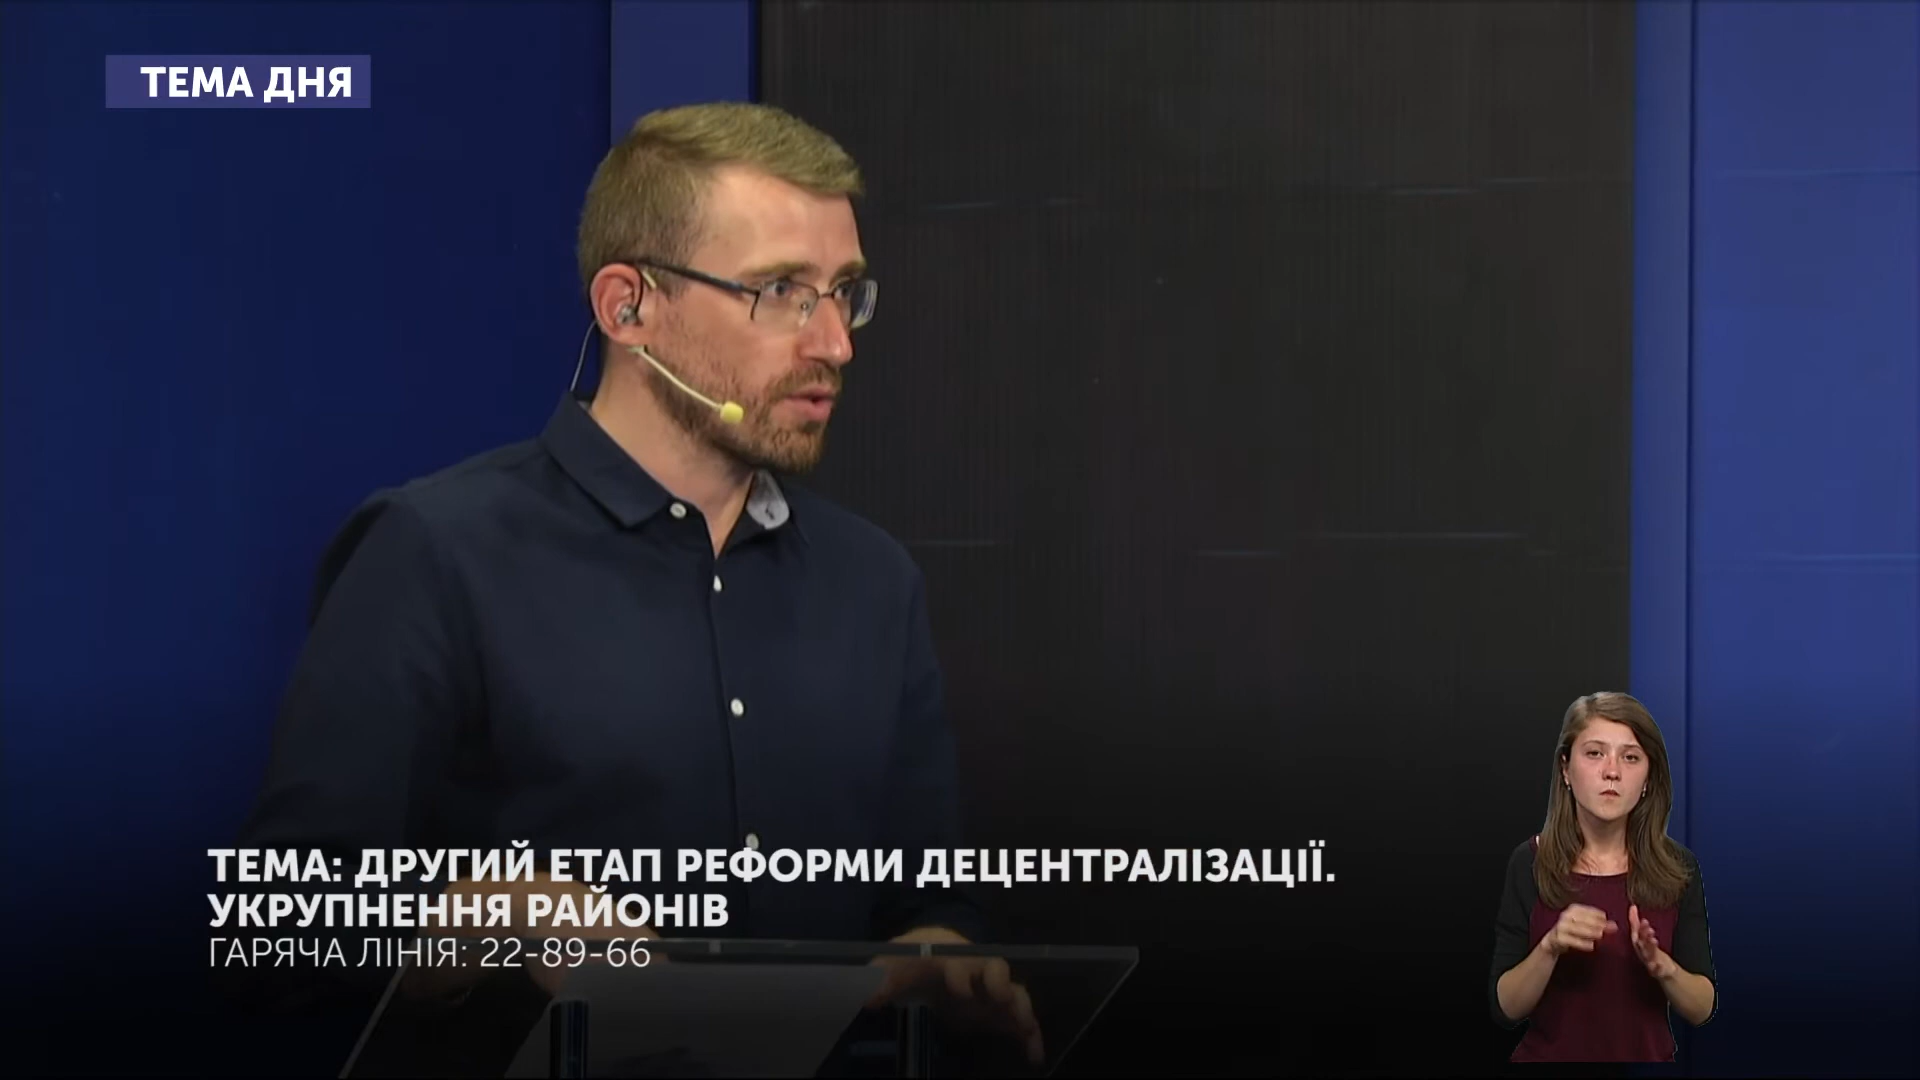 ТЕМА ДНЯ
ТЕМА: ДРУГИЙ ЕТАП РЕФОРМИ ДЕЦЕНТРАЛІЗАЦІЇ.
УКРУПНЕННЯ РАЙОНІВ
ГАРЯЧА ЛІНІЯ: 22-89-66